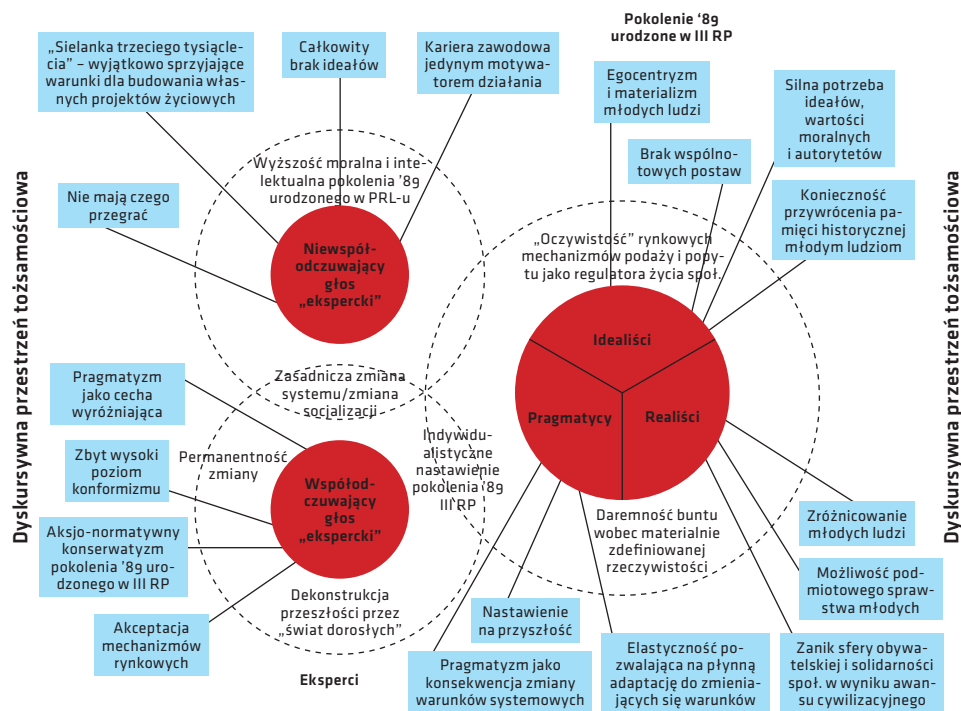 Pokolenie ‘89
urodzone w III RP
„Sielanka trzeciego tysiącle-
cia” – wyjątkowo sprzyjające
warunki dla budowania włas-
nych projektów życiowych
Całkowity
brak ideałów
Kariera zawodowa
jedynym motywa-
torem działania
Egocentryzm
i materializm
młodych ludzi
Silna potrzeba
ideałów,
wartości
moralnych
i autorytetów
Brak wspólno-
towych postaw
Konieczność
przywrócenia pa-
mięci historycznej
młodym ludziom
Nie mają czego
przegrać
Wyższość moralna i inte-
lektualna pokolenia ’89
urodzonego w PRL-u
Niewspół-
odczuwający
głos
„ekspercki”
„Oczywistość” rynkowych
mechanizmów podaży i popy-
tu jako regulatora życia społ.
Idealiści
Pragmatycy
Realiści
Dyskursywna przestrzeń tożsamościowa
Dyskursywna przestrzeń tożsamościowa
Zasadnicza zmiana
systemu/zmiana
socjalizacji
Pragmatyzm
jako cecha
wyróżniająca
Zbyt wysoki
poziom
konformizmu
Permanentność
zmiany
Indywidu-
alistyczne
nastawienie
pokolenia ‘89
III RP
Współod-
czuwający
głos
„ekspercki”
Aksjo-normatywny
konserwatyzm
pokolenia ’89 uro-
dzonego w III RP
Akceptacja
mechanizmów
rynkowych
Dekonstrukcja
przeszłości przez
„świat dorosłych”
Eksperci
Daremność buntu
wobec materialnie
zdefiniowanej
rzeczywistości
Zróżnicowanie
młodych ludzi
Możliwość pod-
miotowego spraw-
stwa młodych
Nastawienie
na przyszłość
Pragmatyzm jako
konsekwencja zmiany
warunków systemowych
Elastyczność po-
zwalająca na płynną
adaptację do zmienia-
jących się warunków
Zanik sfery obywa-
telskiej i solidarności
społ. w wyniku awan-
su cywilizacyjnego